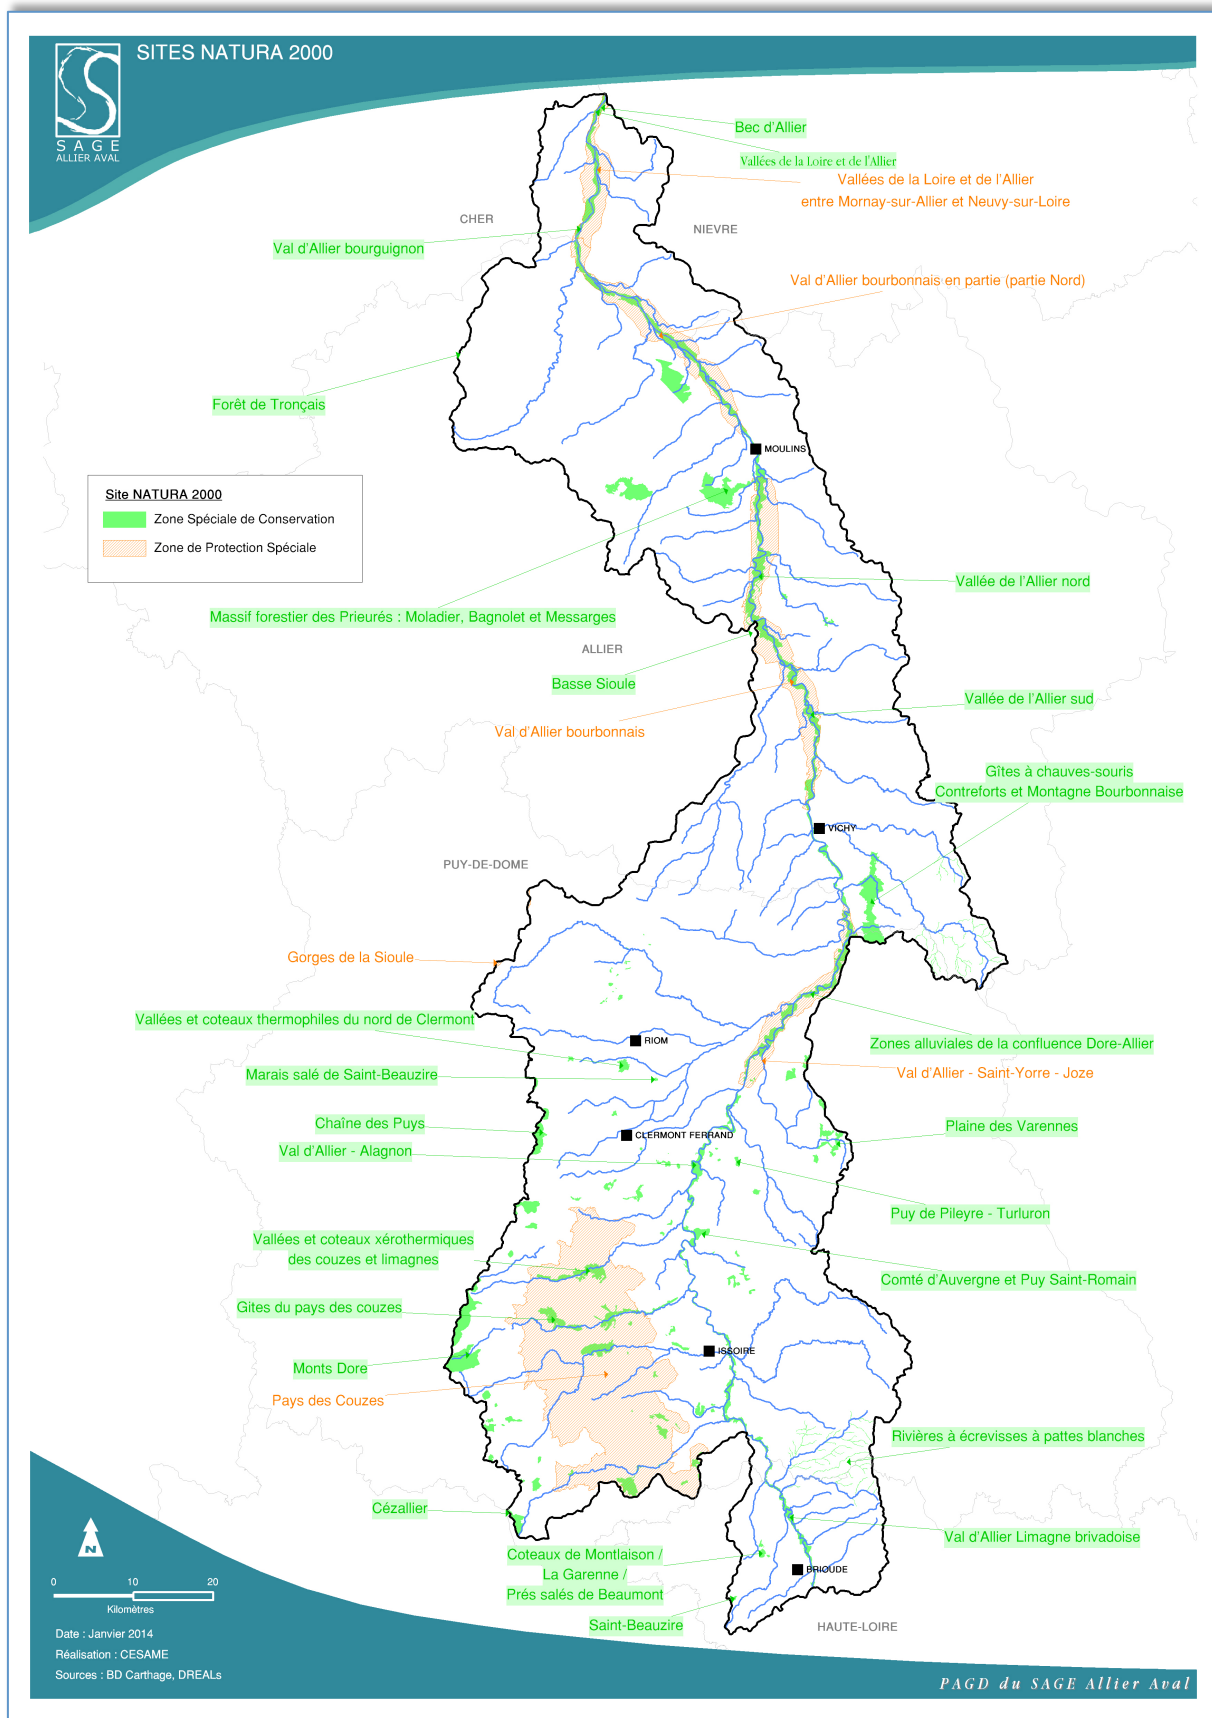 SITES NATURA 2000
SAGE
ALLIER AVAL
Bec d'Allier
Vallées de la Loire et de l'Allier
Vallées de la Loire et de l'Allier
entre Mornay-sur-Allier et Neuvy-sur-Loire
CHER
NIEVRE
Val d'Allier bourguignon
Val d'Allier bourbonnais en partie (partie Nord)
Forêt de Tronçais
MOULINS
Site NATURA 2000
Zone Spéciale de Conservation
Zone de Protection Spéciale
Vallée de l'Allier nord
Massif forestier des Prieurés : Moladier, Bagnolet et Messarges
ALLIER
Basse Sioule
Vallée de l'Allier sud
Val d'Allier bourbonnais
Gîtes à chauves-souris
Contreforts et Montagne Bourbonnaise
VICHY
PUY-DE-DOME
Gorges de la Sioule
Vallées et coteaux thermophiles du nord de Clermont
RIOM
Zones alluviales de la confluence Dore-Allier
Marais salé de Saint-Beauzire
Val d'Allier - Saint-Yorre - Joze
Chaîne des Puys
Plaine des Varennes
CLERMONT FERRAND
Val d'Allier - Alagnon
Puy de Pileyre - Turluron
Vallées et coteaux xérothermiques
des couzes et limagnes
Comté d'Auvergne et Puy Saint-Romain
Gites du pays des couzes
ISSOIRE
Monts Dore
Pays des Couzes
Rivières à écrevisses à pattes blanches
Cézallier
Val d'Allier Limagne brivadoise
Coteaux de Montlaison /
La Garenne /
Prés salés de Beaumont
BRIOUDE
Saint-Beauzire
HAUTE-LOIRE
N
0 10 20
Kilomètres
Date : Janvier 2014
Réalisation : CESAME
Sources : BD Carthage, DREALs
PAGD du SAGE Allier Aval